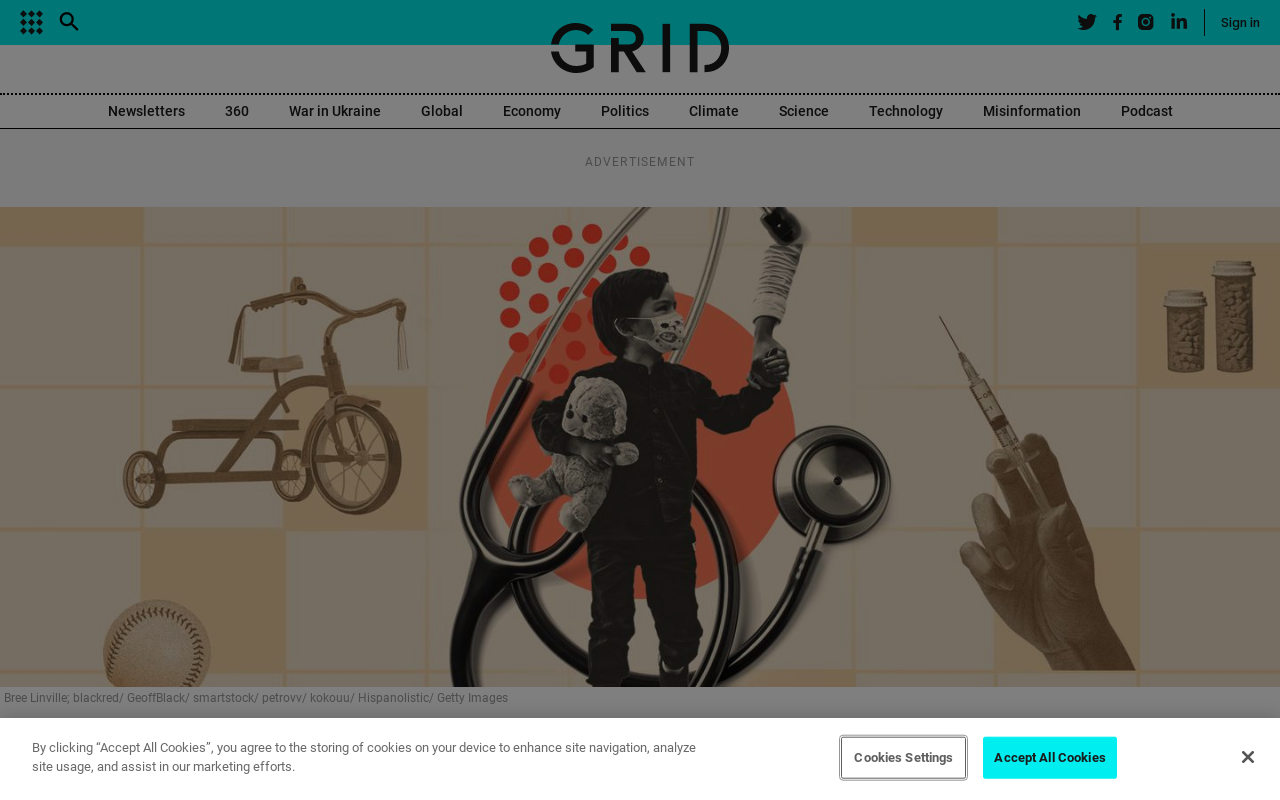 GRID
Sign in
Newsletters 360 War in Ukraine Global Economy Politics Climate Science Technology Misinformation Podcast
ADVERTISEMENT
Bree Linville; blackred/ GeoffBlack/ smartstock/ petrovv/ kokouu/ Hispanolistic/ Getty Images
By clicking “Accept All Cookies”, you agree to the storing of cookies on your device to enhance site navigation, analyze
site usage, and assist in our marketing efforts.
Cookies Settings
Accept All Cookies